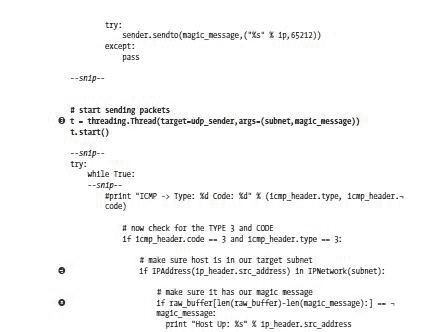 try:
sender.sendto(magic_message,("%s" % ip,65212))
except:
pass
--snip--
# start sending packets
❸ t = threading.Thread(target=udp_sender,args=(subnet,magic_message))
t.start()
--snip--
try:
while True:
--snip--
#print "ICMP -> Type: %d Code: %d" % (icmp_header.type, icmp_header.¬
code)
# now check for the TYPE 3 and CODE
if icmp_header.code == 3 and icmp_header.type == 3:
# make sure host is in our target subnet
❹ if IPAddress(ip_header.src_address) in IPNetwork(subnet):
# make sure it has our magic message
❺ if raw_buffer[len(raw_buffer)-len(magic_message):] == ¬
magic_message:
print "Host Up: %s" % ip_header.src_address